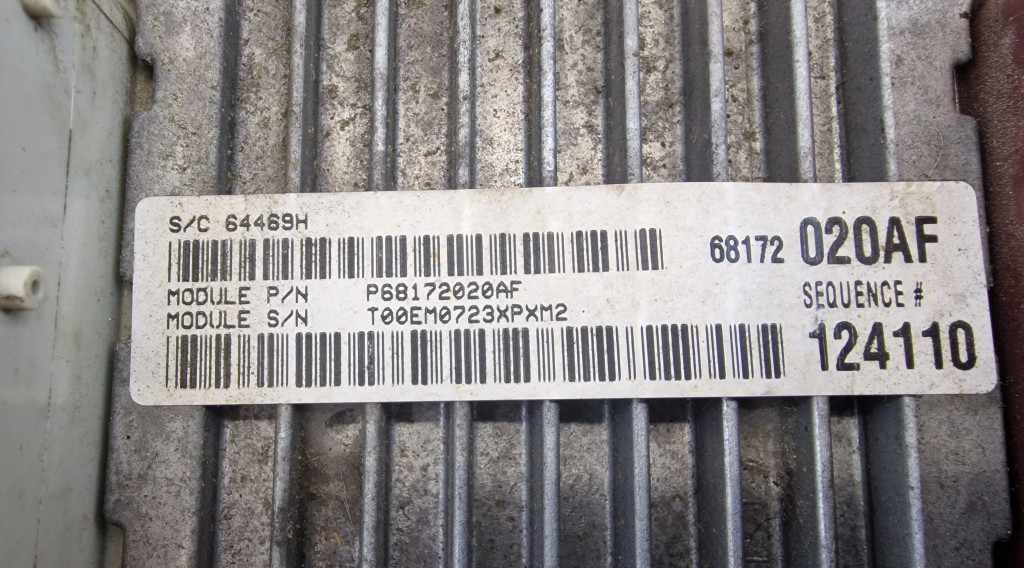 S/C 64469H
68172 020AF
MODULE P/N P68172020AF
SEQUENCE #
MODULE S/N T00EM0723XPXM2
124110